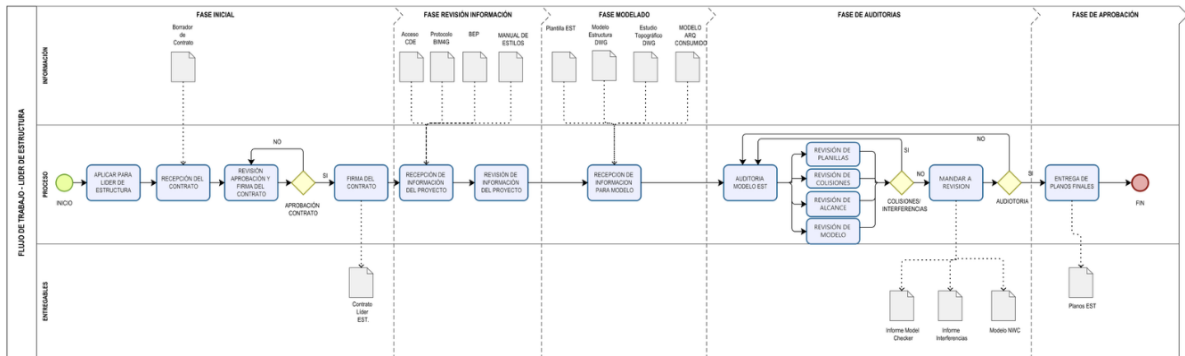 FASE INICIAL
FASE REVISIÓN INFORMACIÓN
FASE MODELADO
FASE DE AUDITORIAS
FASE DE APROBACIÓN
FLUJO DE TRABAJO - LÍDER DE ESTRUCTURA
INFORMACIÓN
Borrador
de
Contrato
Acceso
CDE
Protocolo
BIM4G
BEP
MANUAL DE
ESTILOS
Plantilla EST
Modelo
Estructura
DWG
Estudio
Topográfico
DWG
MODELO
ARQ
CONSUMIDO
PROCESO
INICIO
APLICAR PARA
LIDER DE
ESTRUCTURA
RECEPCIÓN DEL
CONTRATO
REVISIÓN
APROBACIÓN Y
FIRMA DEL
CONTRATO
NO
SI
APROBACIÓN
CONTRATO
FIRMA DEL
CONTRATO
RECEPCIÓN DE
INFORMACIÓN
DEL PROYECTO
REVISIÓN DE
INFORMACIÓN
DEL PROYECTO
RECEPCION DE
INFORMACION
PARA MODELO
AUDITORIA
MODELO EST
REVISIÓN DE
PLANILLAS
REVISIÓN DE
COLISIONES
REVISIÓN DE
ALCANCE
REVISIÓN DE
MODELO
SI
NO
COLISIONES/
INTERFERENCIAS
MANDAR A
REVISION
NO
SI
AUDIOTORIA
ENTREGA DE
PLANOS FINALES
FIN
ENTREGABLES
Contrato
Líder
EST.
Informe Model
Checker
Informe
Interferencias
Modelo NWC
Planos EST